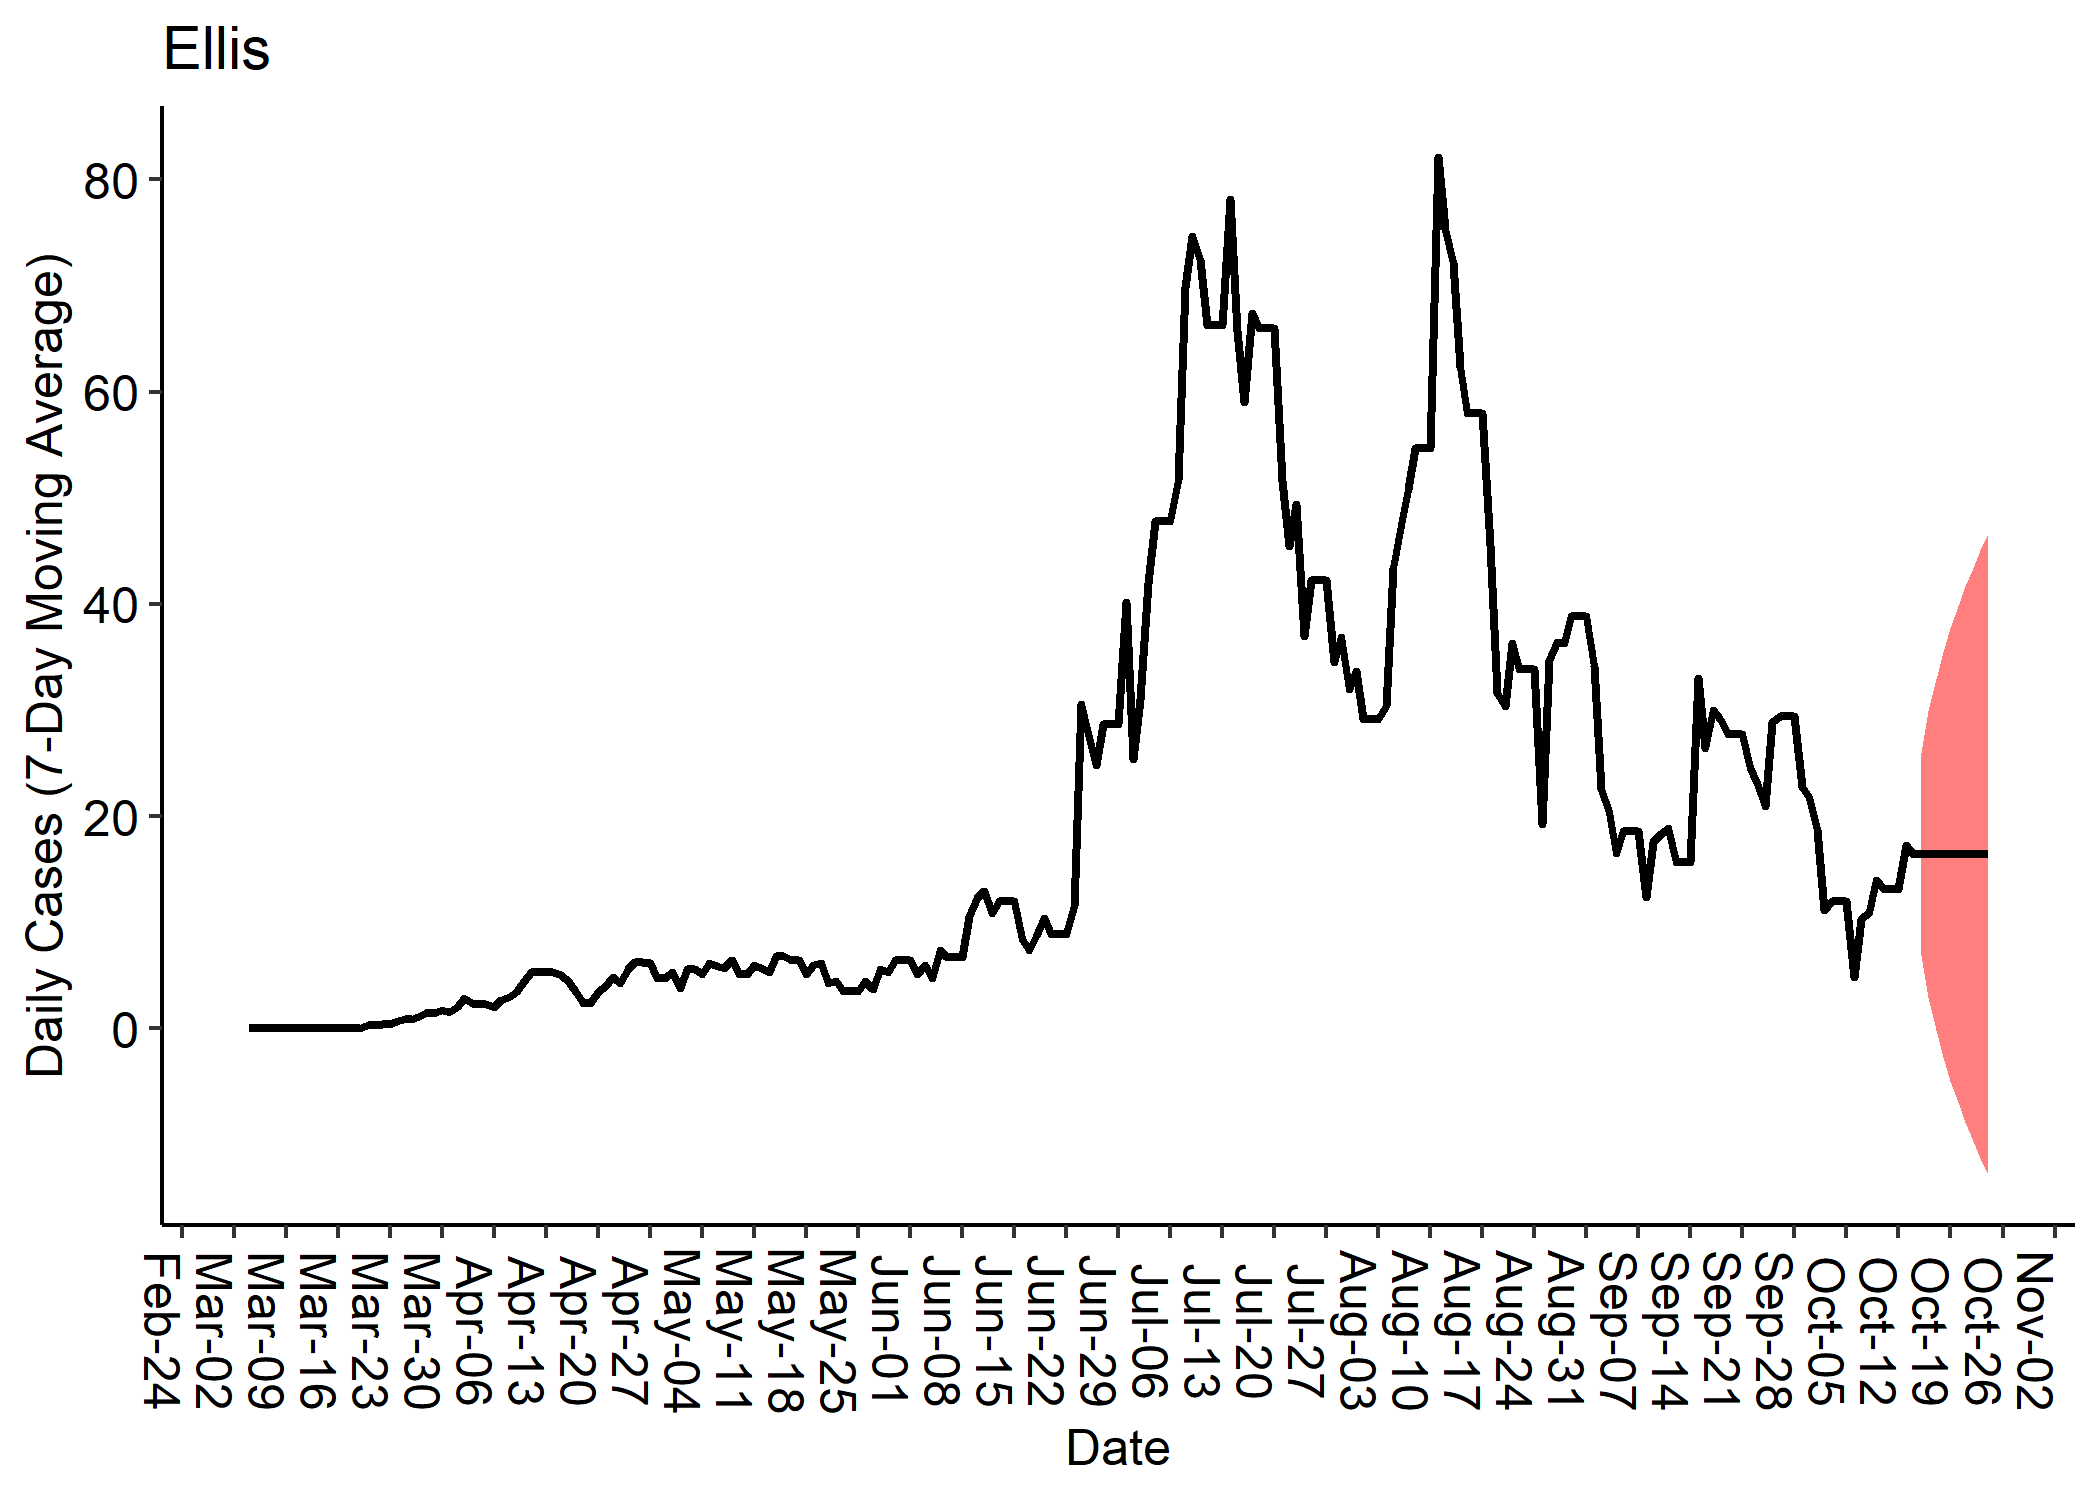 Ellis
Daily Cases (7-Day Moving Average)
80
60
40
20
0
Feb-24
Mar-02
Mar-09
Mar-16
Mar-23
Mar-30
Apr-06
Apr-13
Apr-20
Apr-27
May-04
May-11
May-18
May-25
Jun-01
Jun-08
Jun-15
Jun-22
Jun-29
Jul-06
Jul-13
Jul-20
Jul-27
Aug-03
Aug-10
Aug-17
Aug-24
Aug-31
Sep-07
Sep-14
Sep-21
Sep-28
Oct-05
Oct-12
Oct-19
Oct-26
Nov-02
Date